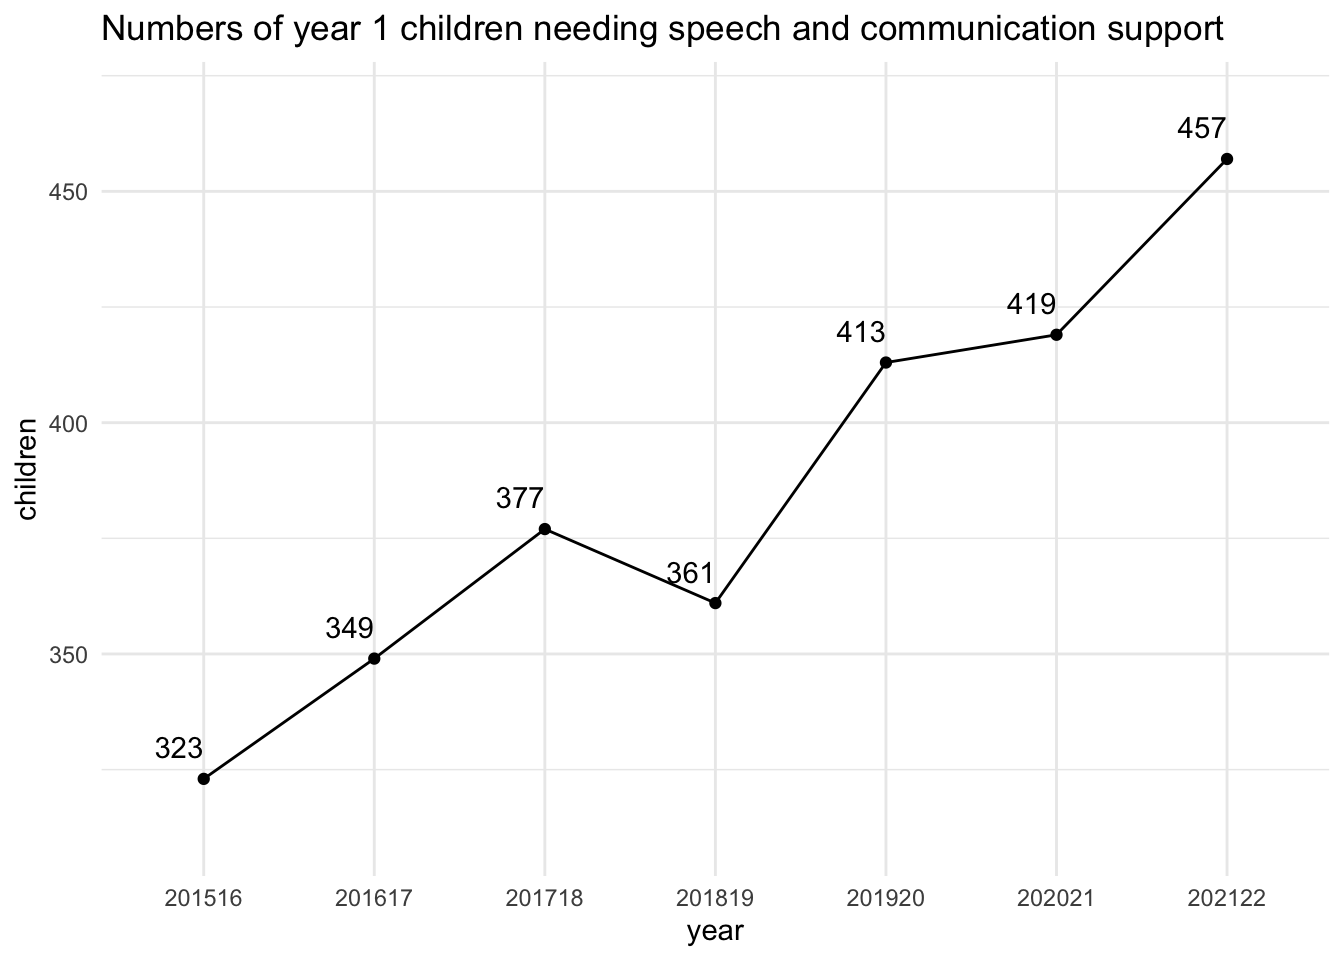 Numbers of year 1 children needing speech and communication support
457
450
419
413
400
children
377
361
349
350
323
201516 201617 201718 201819 201920 202021 202122
year